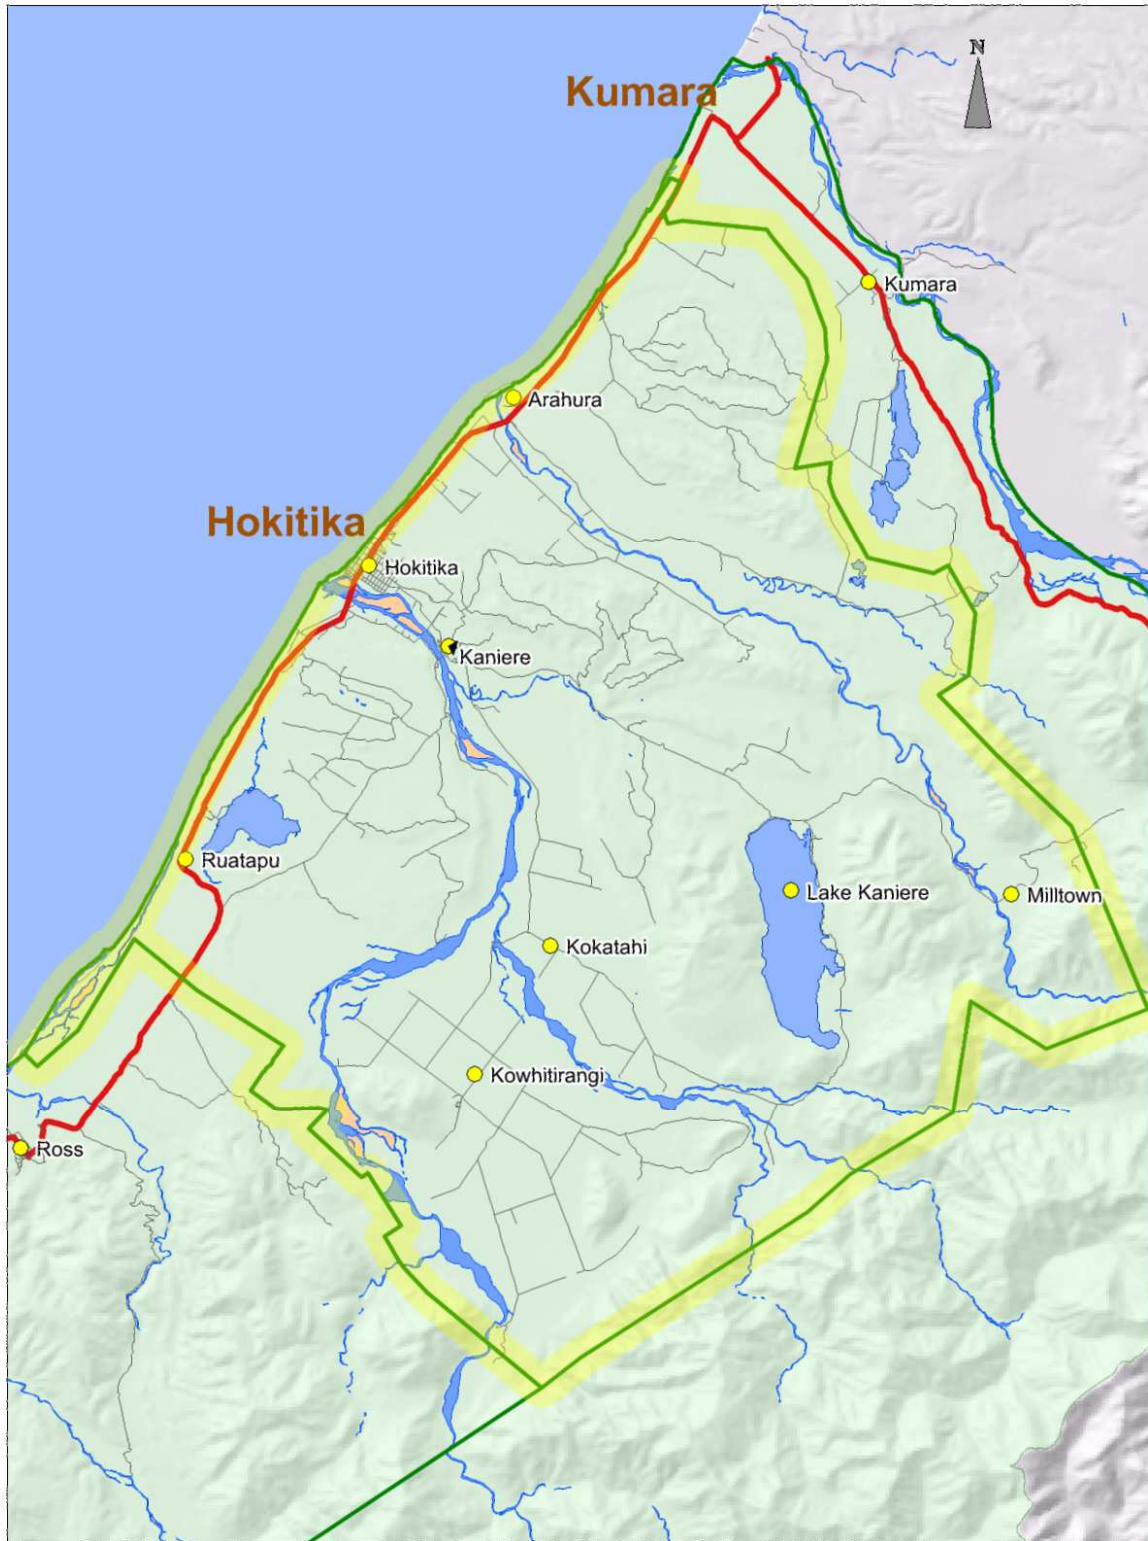 N
Kumara
Kumara
Arahura
Hokitika
Hokitika
Kaniere
Ruatapu
Lake Kaniere
Milltown
Kokatahi
Kowhitirangi
Ross